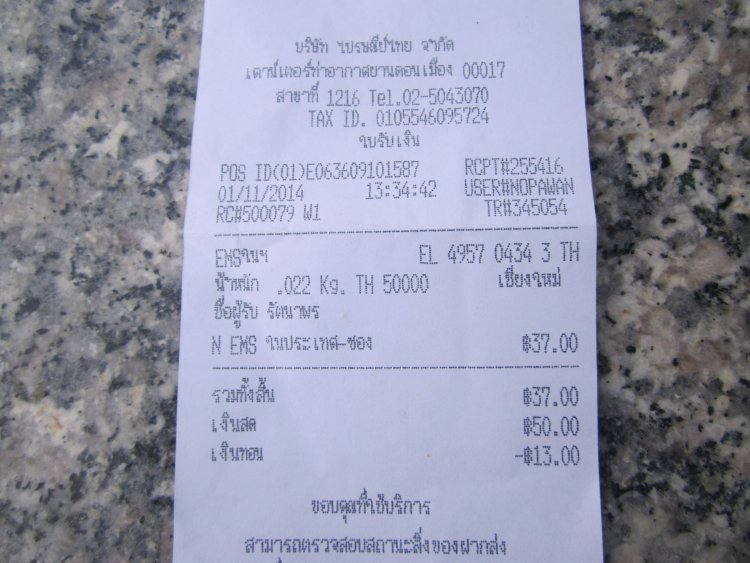 บริษัท ไปรษณีย์ไทย จำกัด
เคาน์เตอร์ท่าอากาศยานดอนเมือง 00017
สาขาที่ 1216 Tel.02-5043070
TAX ID. 0105546095724
ใบรับเงิน
POS ID(01)E063609101587 RCPT#255416
01/11/2014 13:34:42 USER#NOPAWAN
RC#500079 W1 TR#345054
EMSในฯ EL 4957 0434 3 TH
น้ำหนัก .022 Kg. TH 50000 เชียงใหม่
ชื่อผู้รับ รัตนาพร
N EMS ในประเทศ-ซอง ฿37.00
รวมทั้งสิ้น ฿37.00
เงินสด ฿50.00
เงินทอน -฿13.00
ขอบคุณที่ใช้บริการ
สามารถตรวจสอบสถานะสิ่งของฝากส่ง